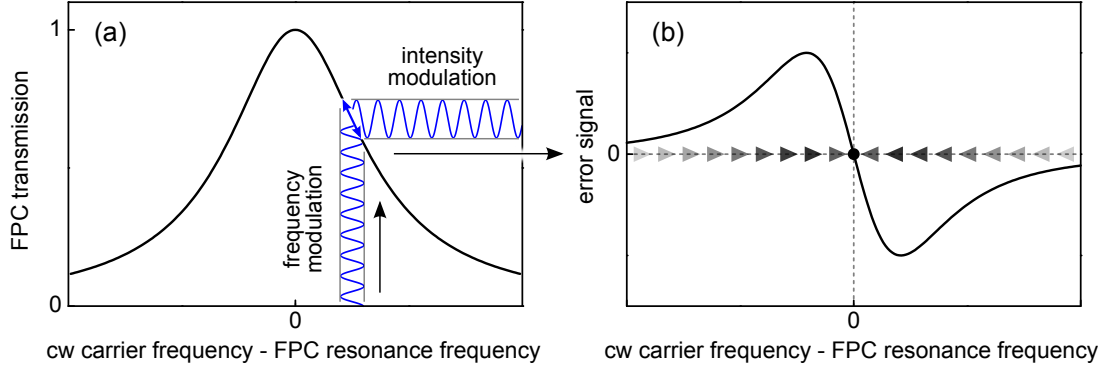 (a)
1
FPC transmission
intensity
modulation
frequency
modulation
0
0
cw carrier frequency - FPC resonance frequency
(b)
error signal
0
0
cw carrier frequency - FPC resonance frequency